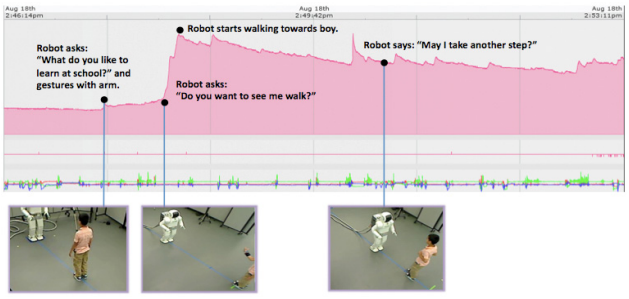 Aug 18th
2:46:14pm
Aug 18th
2:49:42pm
Aug 18th
2:53:11pm
Robot starts walking towards boy.
Robot asks:
“What do you like to
learn at school?” and
gestures with arm.
Robot says: “May I take another step?”
Robot asks:
“Do you want to see me walk?”